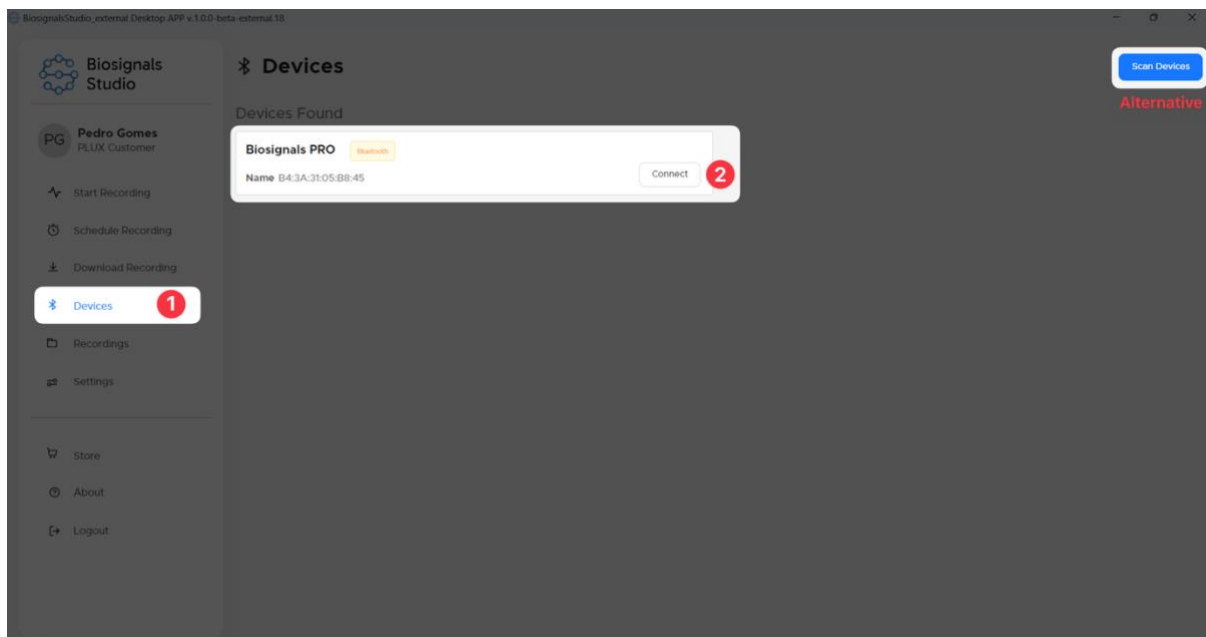 BiosignalsStudio_external Desktop APP v.1.0.0-beta-external.18
Biosignals
Studio
PG
Pedro Gomes
PLUX Customer
Start Recording
Schedule Recording
Download Recording
Devices
1
Recordings
Settings
Store
About
Logout
Devices
Scan Devices
Alternative
Devices Found
Biosignals PRO
Bluetooth
Name B4:3A:31:05:B8:45
Connect
2